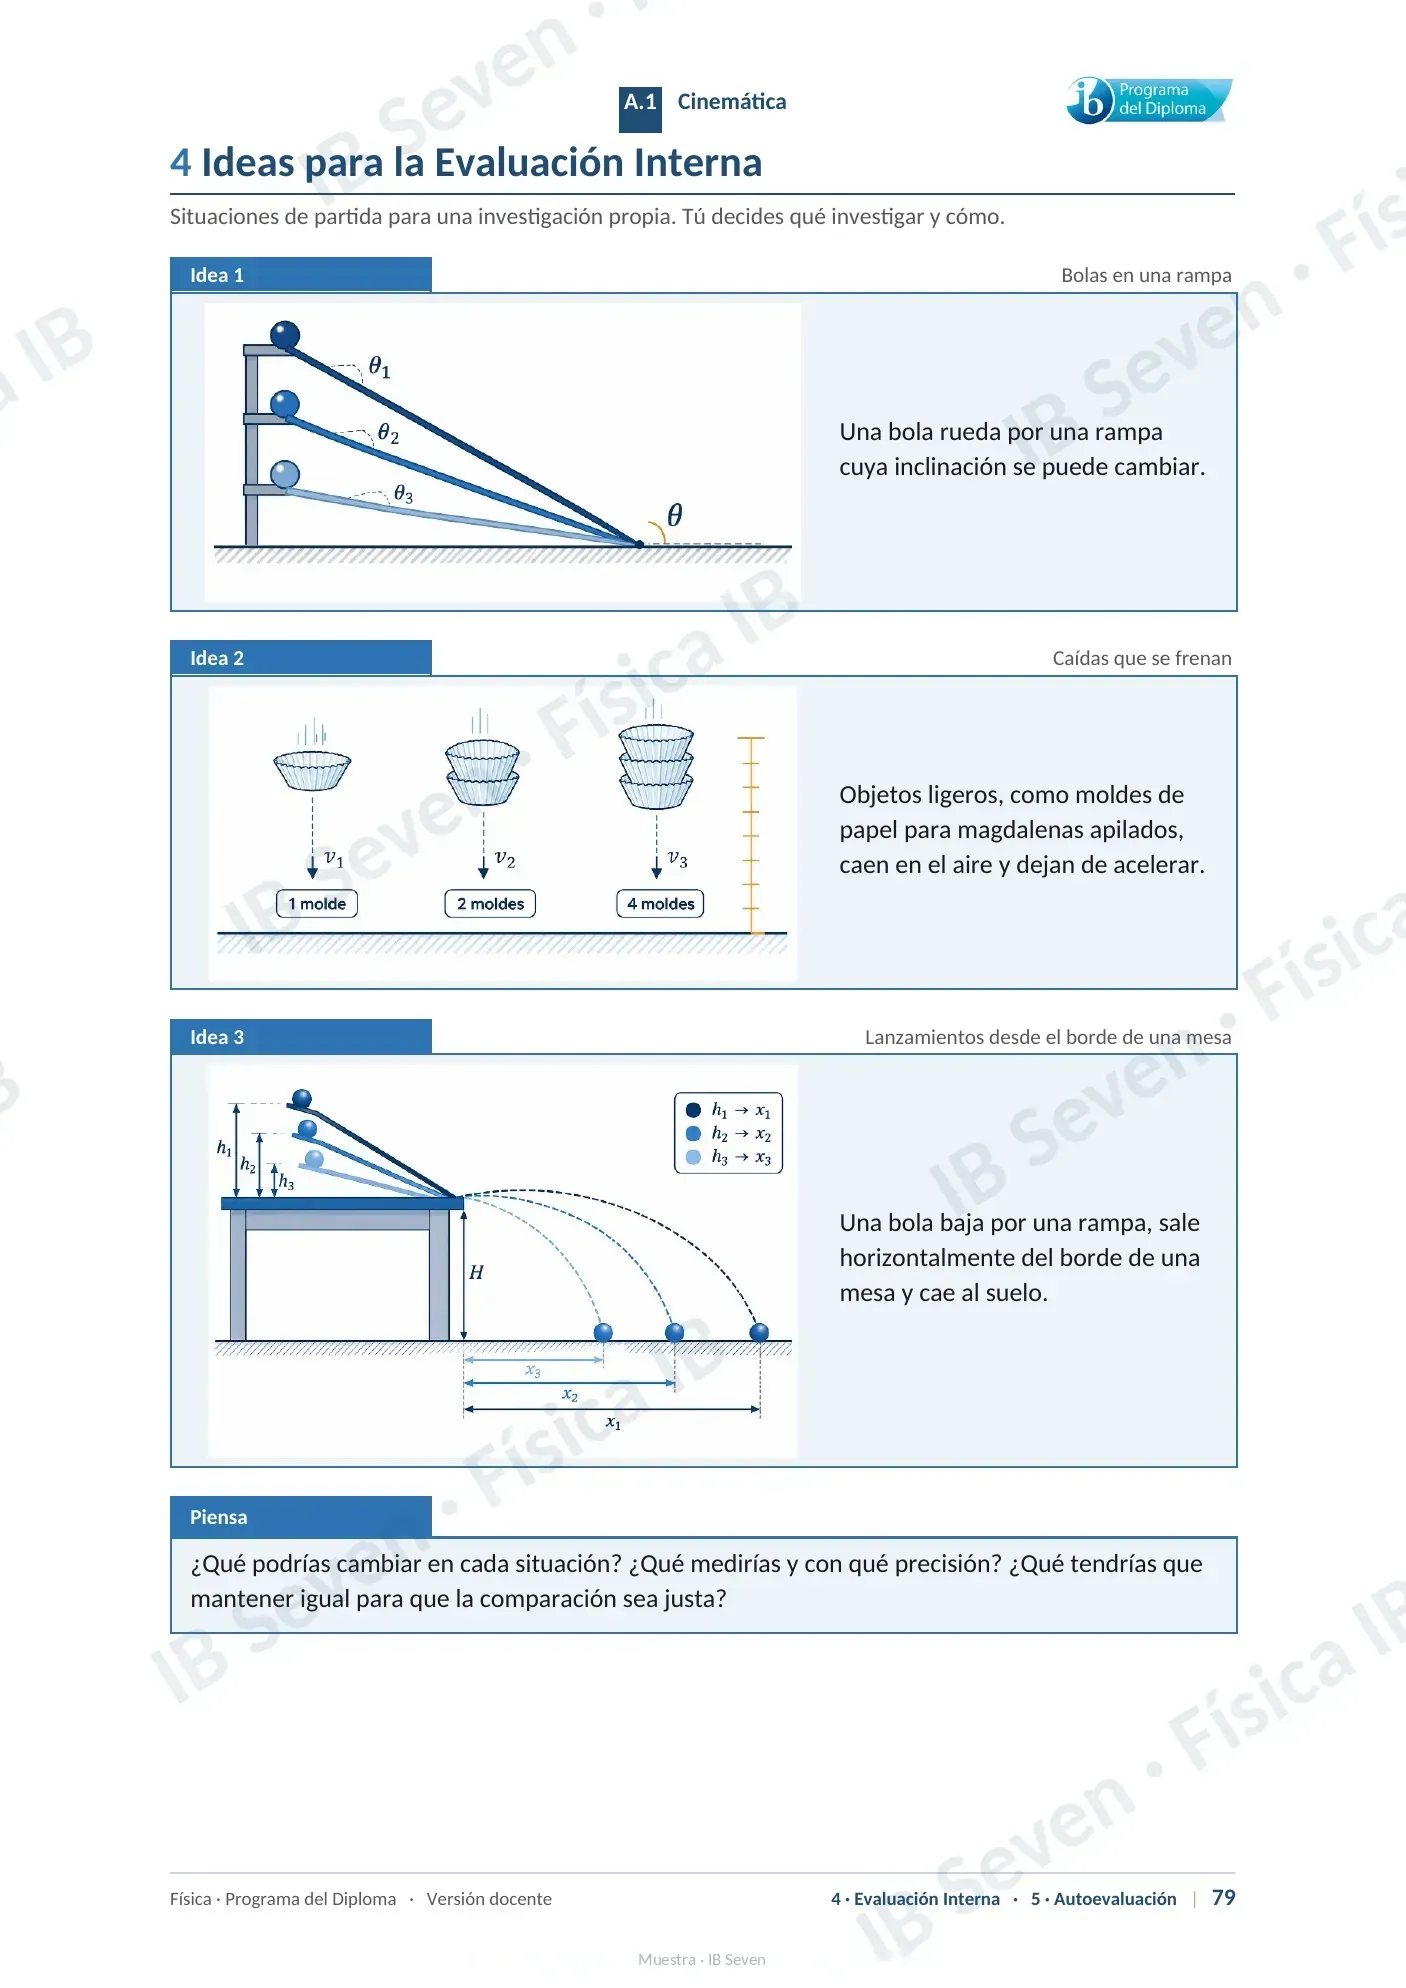 A.1 Cinemática
ib Programa
del Diploma
4 Ideas para la Evaluación Interna
Situaciones de partida para una investigación propia. Tú decides qué investigar y cómo.
Idea 1
Bolas en una rampa
θ1
θ2
θ3
θ
Una bola rueda por una rampa
cuya inclinación se puede cambiar.
Idea 2
Caídas que se frenan
v1
v2
v3
1 molde
2 moldes
4 moldes
Objetos ligeros, como moldes de
papel para magdalenas apilados,
caen en el aire y dejan de acelerar.
Idea 3
Lanzamientos desde el borde de una mesa
h1
h2
h3
h1 → x1
h2 → x2
h3 → x3
H
x3
x2
x1
Una bola baja por una rampa, sale
horizontalmente del borde de una
mesa y cae al suelo.
Piensa
¿Qué podrías cambiar en cada situación? ¿Qué medirías y con qué precisión? ¿Qué tendrías que
mantener igual para que la comparación sea justa?
Física · Programa del Diploma · Versión docente
4 · Evaluación Interna · 5 · Autoevaluación | 79
Muestra · IB Seven
IB Seven · Física IB